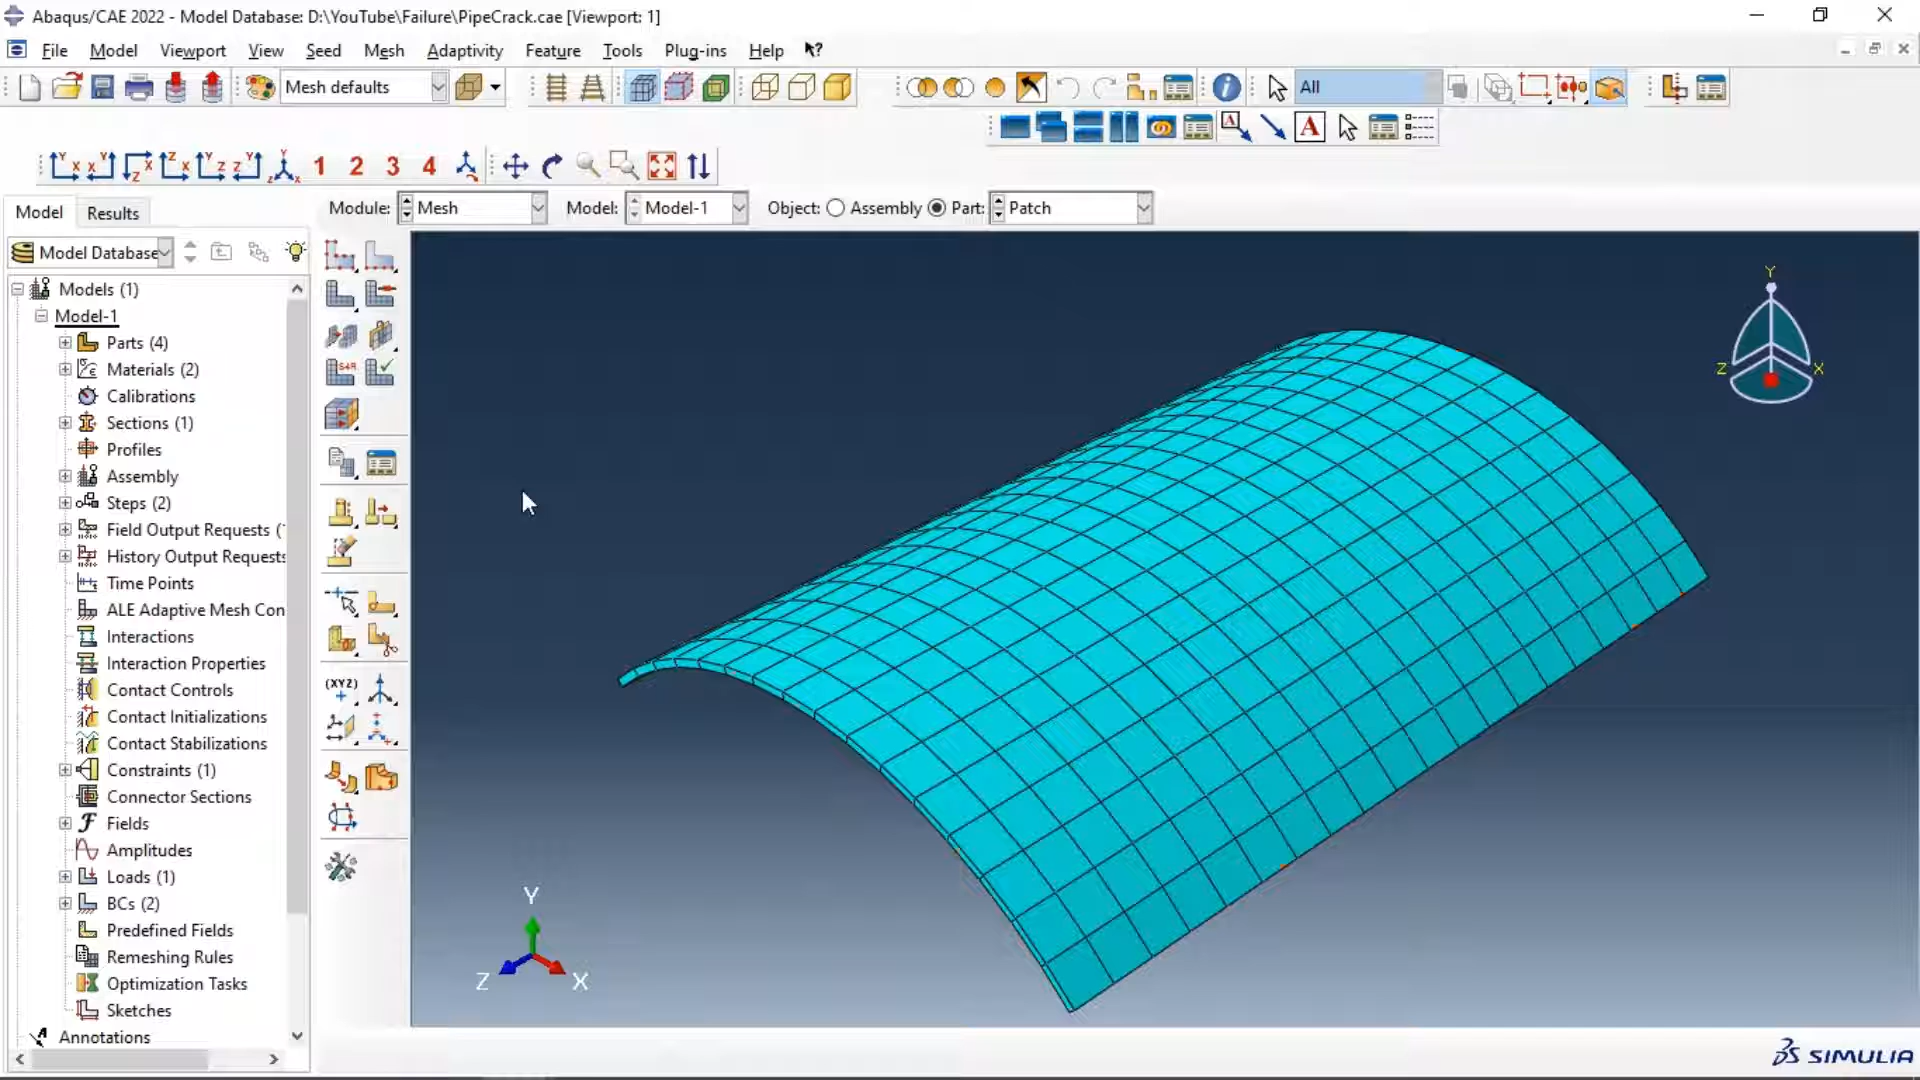 Abaqus/CAE 2022 - Model Database: D:\YouTube\Failure\PipeCrack.cae [Viewport: 1]
File Model Viewport View Seed Mesh Adaptivity Feature Tools Plug-ins Help
Mesh defaults
All
A
1 2 3 4
Model Results
Module: Mesh Model: Model-1 Object: Assembly Part: Patch
Model Database
Models (1)
Model-1
Parts (4)
Materials (2)
Calibrations
Sections (1)
Profiles
Assembly
Steps (2)
Field Output Requests (
History Output Requests
Time Points
ALE Adaptive Mesh Con
Interactions
Interaction Properties
Contact Controls
Contact Initializations
Contact Stabilizations
Constraints (1)
Connector Sections
Fields
Amplitudes
Loads (1)
BCs (2)
Predefined Fields
Remeshing Rules
Optimization Tasks
Sketches
Annotations
(XYZ)
Y
Z X
Y
Z X
SIMULIA